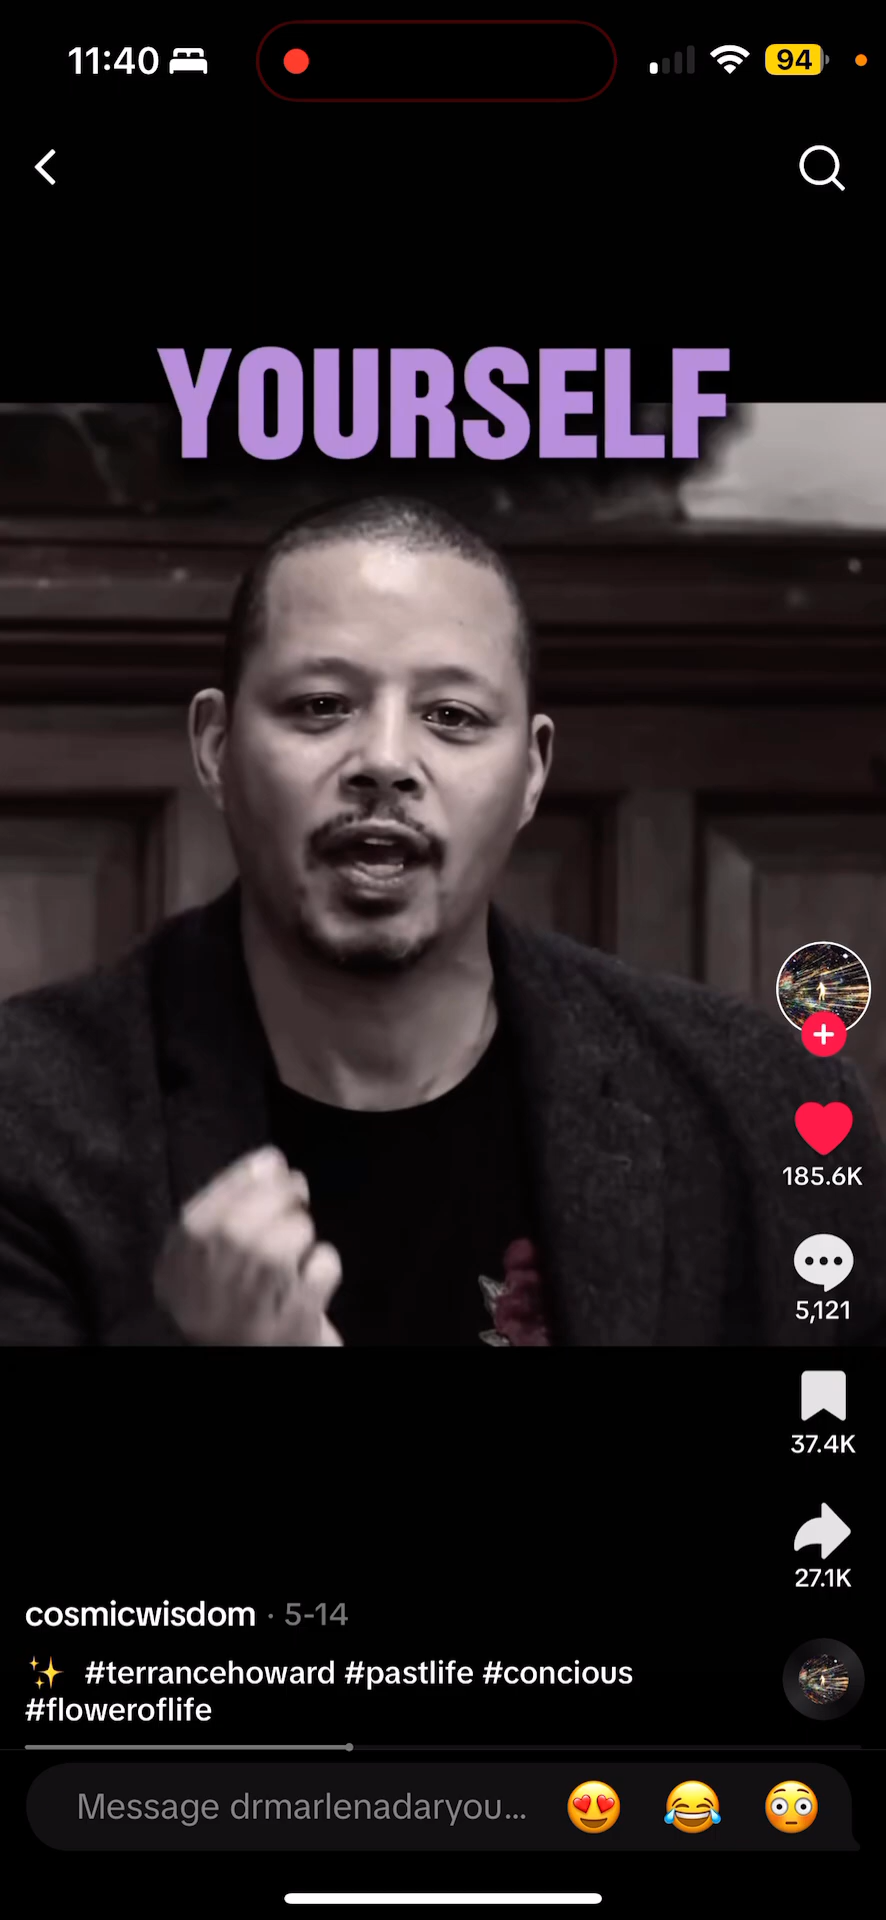 11:40
94
YOURSELF
185.6K
5,121
37.4K
27.1K
cosmicwisdom · 5-14
✨ #terrancehoward #pastlife #concious
#floweroflife
Message drmarlenadaryou... 😍 😂 😳